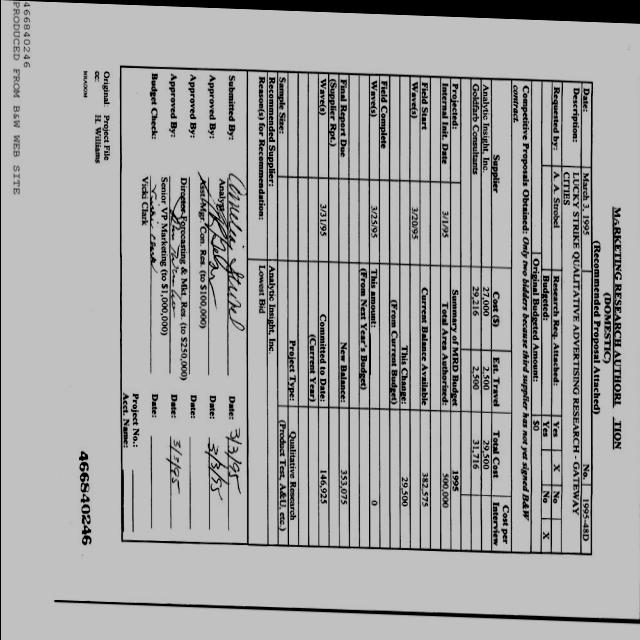 MARKETING RESEARCH AUTHORI TION
(DOMESTIC)
(Recommended Proposal Attached)
No. 1995-48D
Date: March 3, 1995
Description: LUCKY STRIKE QUALITATIVE ADVERTISING RESEARCH - GATEWAY CITIES
Requested by: A. A. Strobel Research Req. Attached: Yes X No
Budgeted: Yes No X
Original Budgeted Amount: $0
Competitive Proposals Obtained: Only two bidders because third supplier has not yet signed B&W contract.
Supplier Cost ($) Est. Travel Total Cost Cost per Interview
Analytic Insight, Inc. 27,000 2,500 29,500
Goldfarb Consultants 29,216 2,500 31,716
Projected: Summary of MRD Budget 1995
Internal Init. Date 3/1/95 Total Area Authorized: 500,000
Field Start Wave(s) 3/20/95 Current Balance Available 382,575
This Change: (From Current Budget) 29,500
Field Complete Wave(s) 3/25/95 This amount: (From Next Year's Budget) 0
Final Report Due (Supplier Rpt.) New Balance: 353,075
Wave(s) 3/31/95 Committed to Date: (Current Year) 146,925
Sample Size: Project Type: Qualitative Research (Product Test, A&U, etc.)
Recommended Supplier: Analytic Insight, Inc.
Reason(s) for Recommendation: Lowest Bid
Submitted By: Date: 3/3/95
Analyst
Approved By: Date: 3/3/95
Asst. Mgr. Con. Res. (to $100,000)
Approved By: Date:
Director Forecasting & Mkt. Res. (to $250,000)
Approved By: Date: 3/3/95
Senior VP Marketing (to $1,000,000)
Budget Check: Date:
Vicki Clark
Project No.:
Acct. Name:
Original: Project File
cc: H. Williams
466840246
466840246
PRODUCED FROM B&W WEB SITE